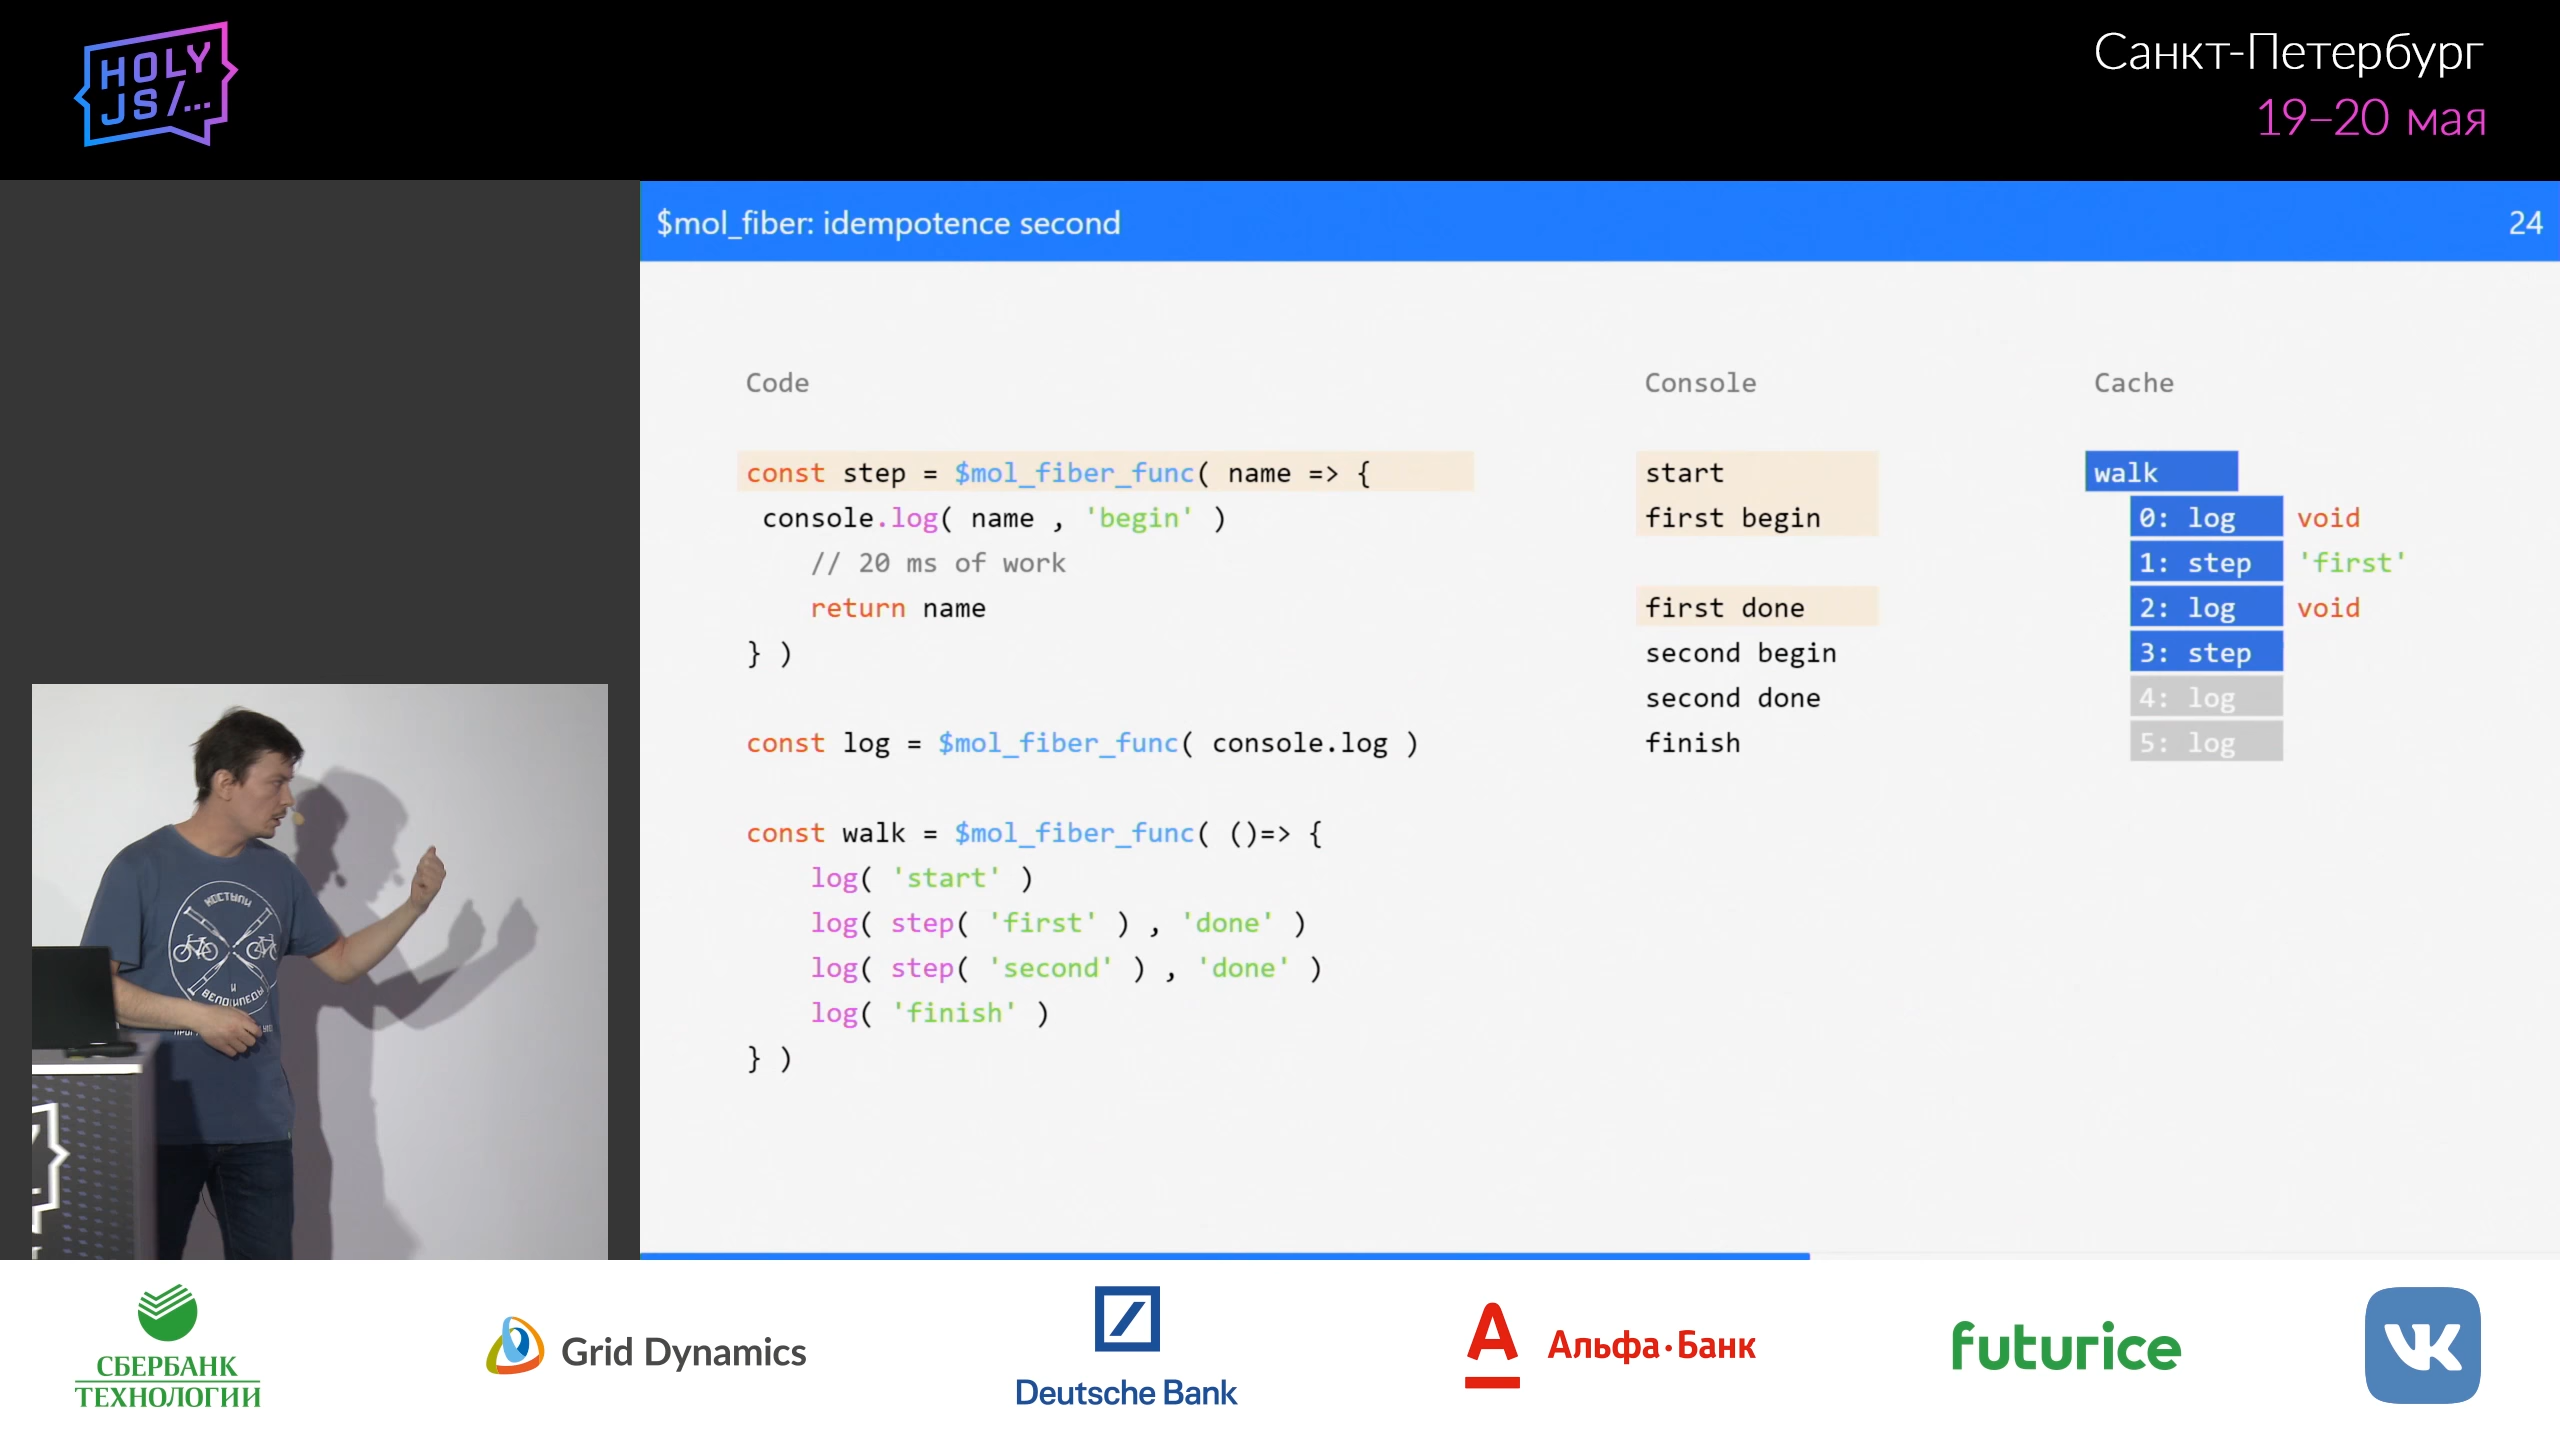 HOLY
JS/...
Санкт-Петербург
19–20 мая
$mol_fiber: idempotence second
24
Code
const step = $mol_fiber_func( name => {
console.log( name , 'begin' )
// 20 ms of work
return name
} )
const log = $mol_fiber_func( console.log )
const walk = $mol_fiber_func( ()=> {
log( 'start' )
log( step( 'first' ) , 'done' )
log( step( 'second' ) , 'done' )
log( 'finish' )
} )
Console
start
first begin
first done
second begin
second done
finish
Cache
walk
0: log void
1: step 'first'
2: log void
3: step
4: log
5: log
КОСТЫЛИ
И
ВЕЛОСИПЕДЫ
СБЕРБАНК
ТЕХНОЛОГИИ
Grid Dynamics
Deutsche Bank
Альфа·Банк
futurice
VK